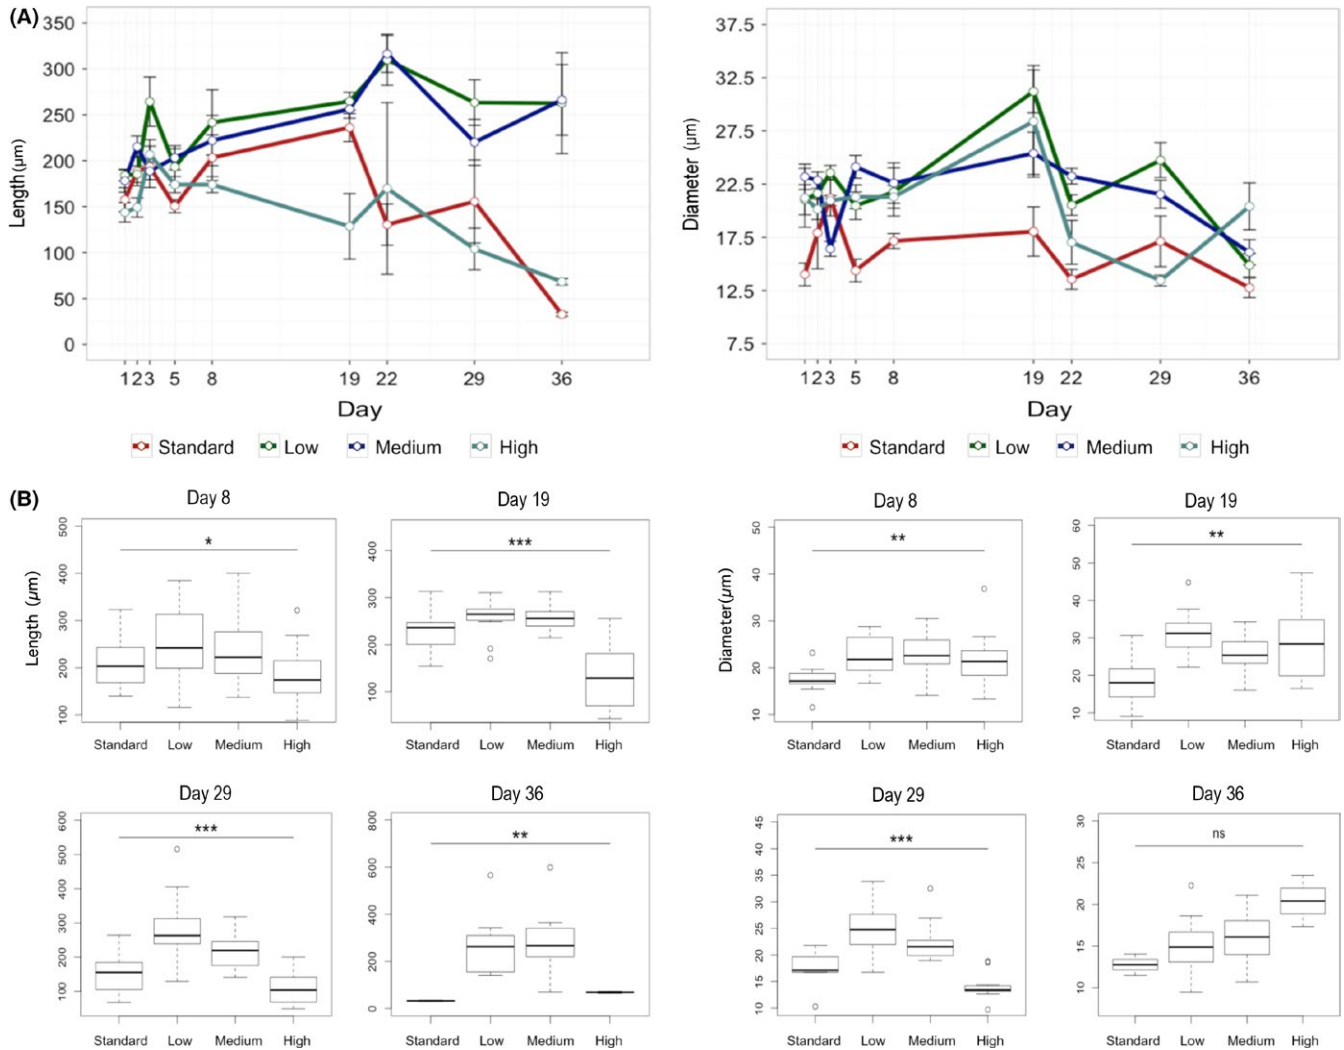 (A)
Length(µm)
350
300
250
200
150
100
50
0
1 2 3 5 8 19 22 29 36
Day
Standard Low Medium High
Diameter (µm)
37.5
32.5
27.5
22.5
17.5
12.5
7.5
1 2 3 5 8 19 22 29 36
Day
Standard Low Medium High
(B)
Day 8
Length (µm)
500
400
300
200
100
*
Standard Low Medium High
Day 19
400
300
200
100
***
Standard Low Medium High
Day 8
Diameter(µm)
50
40
30
20
10
**
Standard Low Medium High
Day 19
60
50
40
30
20
10
**
Standard Low Medium High
Day 29
600
500
400
300
200
100
***
Standard Low Medium High
Day 36
800
600
400
200
0
**
Standard Low Medium High
Day 29
45
40
35
30
25
20
15
10
***
Standard Low Medium High
Day 36
30
25
20
15
10
ns
Standard Low Medium High